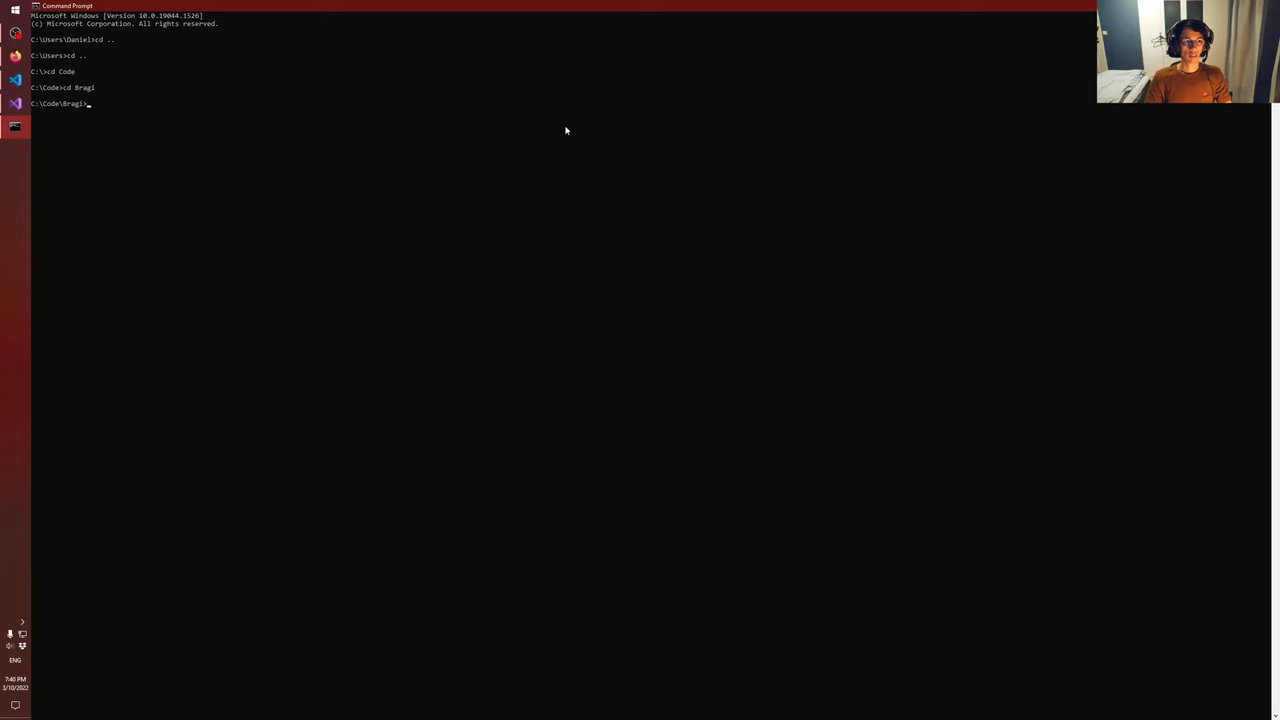 Command Prompt
Microsoft Windows [Version 10.0.19044.1526]
(c) Microsoft Corporation. All rights reserved.
C:\Users\Daniel>cd ..
C:\Users>cd ..
C:\>cd Code
C:\Code>cd Bragi
C:\Code\Bragi>
ENG
7:40 PM
3/10/2022